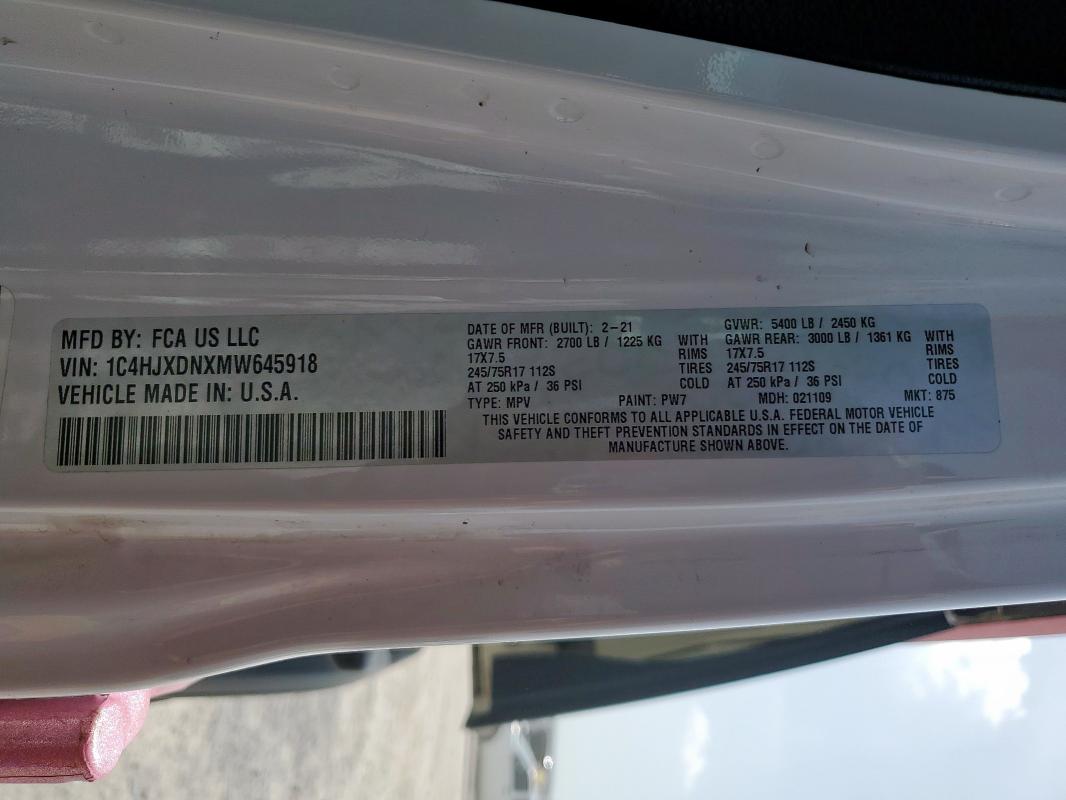 MFD BY: FCA US LLC
VIN: 1C4HJXDNXMW645918
VEHICLE MADE IN: U.S.A.
DATE OF MFR (BUILT): 2-21 GVWR: 5400 LB / 2450 KG
GAWR FRONT: 2700 LB / 1225 KG WITH GAWR REAR: 3000 LB / 1361 KG WITH
17X7.5 RIMS 17X7.5 RIMS
245/75R17 112S TIRES 245/75R17 112S TIRES
AT 250 kPa / 36 PSI COLD AT 250 kPa / 36 PSI COLD
TYPE: MPV PAINT: PW7 MDH: 021109 MKT: 875
THIS VEHICLE CONFORMS TO ALL APPLICABLE U.S.A. FEDERAL MOTOR VEHICLE
SAFETY AND THEFT PREVENTION STANDARDS IN EFFECT ON THE DATE OF
MANUFACTURE SHOWN ABOVE.